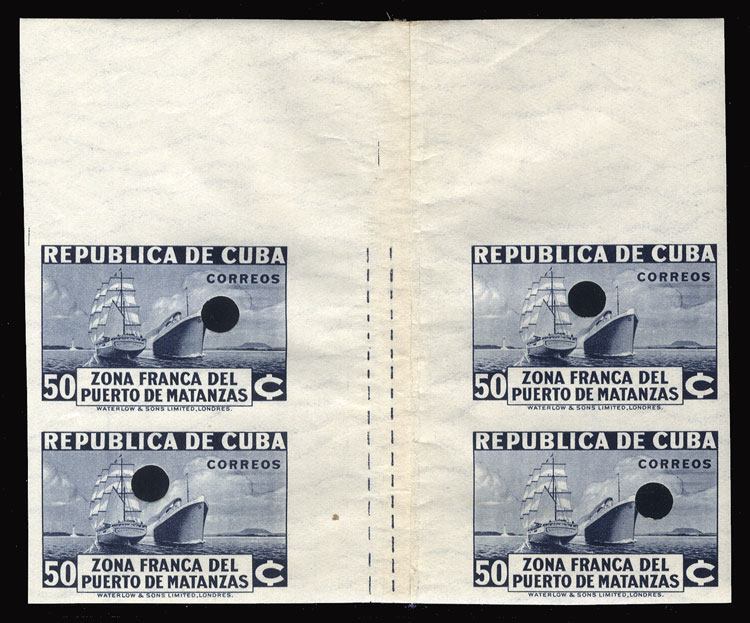 REPUBLICA DE CUBA
CORREOS
50 ZONA FRANCA DEL PUERTO DE MATANZAS ¢
WATERLOW & SONS LIMITED, LONDRES.
REPUBLICA DE CUBA
CORREOS
50 ZONA FRANCA DEL PUERTO DE MATANZAS ¢
WATERLOW & SONS LIMITED, LONDRES.
REPUBLICA DE CUBA
CORREOS
50 ZONA FRANCA DEL PUERTO DE MATANZAS ¢
WATERLOW & SONS LIMITED, LONDRES.
REPUBLICA DE CUBA
CORREOS
50 ZONA FRANCA DEL PUERTO DE MATANZAS ¢
WATERLOW & SONS LIMITED, LONDRES.